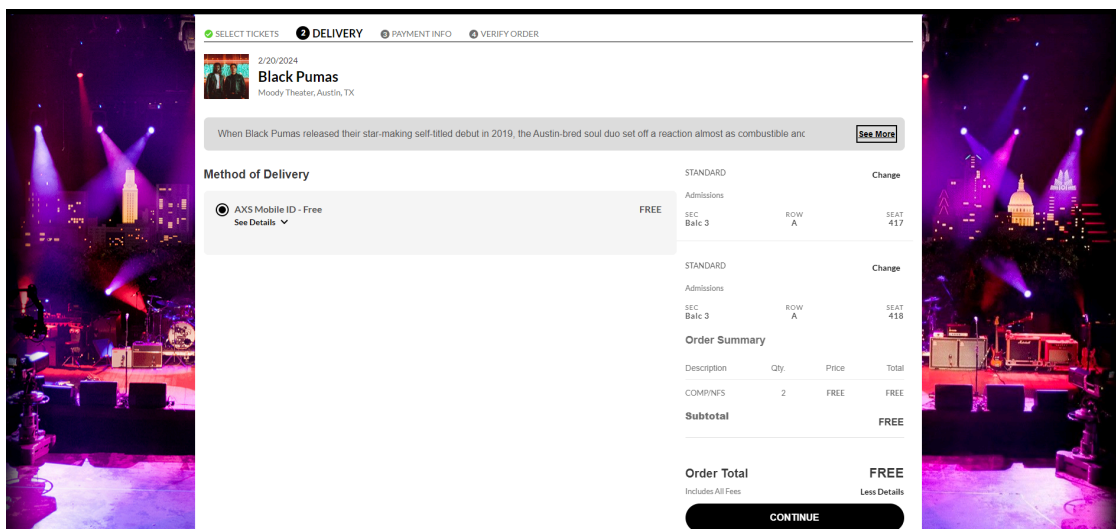 SELECT TICKETS 2 DELIVERY 3 PAYMENT INFO 4 VERIFY ORDER
2/20/2024
Black Pumas
Moody Theater, Austin, TX
When Black Pumas released their star-making self-titled debut in 2019, the Austin-bred soul duo set off a reaction almost as combustible and
See More
Method of Delivery
AXS Mobile ID - Free FREE
See Details
STANDARD Change
Admissions
SEC ROW SEAT
Balc 3 A 417
STANDARD Change
Admissions
SEC ROW SEAT
Balc 3 A 418
Order Summary
Description Qty. Price Total
COMP/NFS 2 FREE FREE
Subtotal FREE
Order Total FREE
Includes All Fees Less Details
CONTINUE